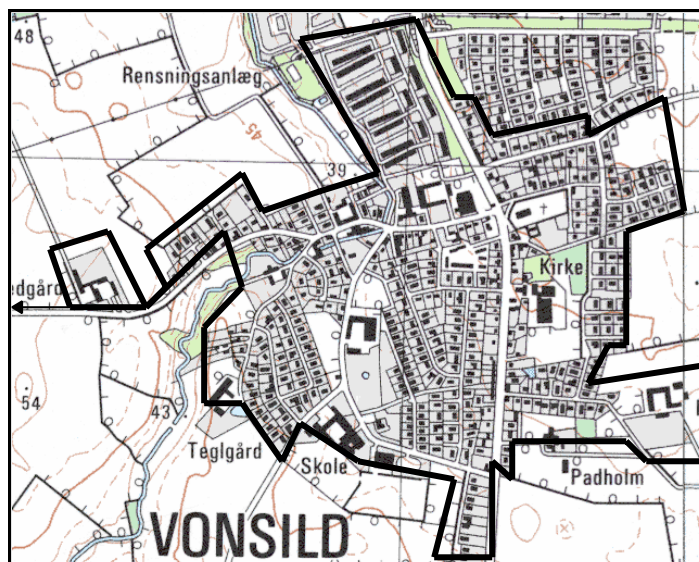 48
Rensningsanlæg
45
39
Kirke
edgård
54
43
Teglgård
Skole
Padholm
VONSILD